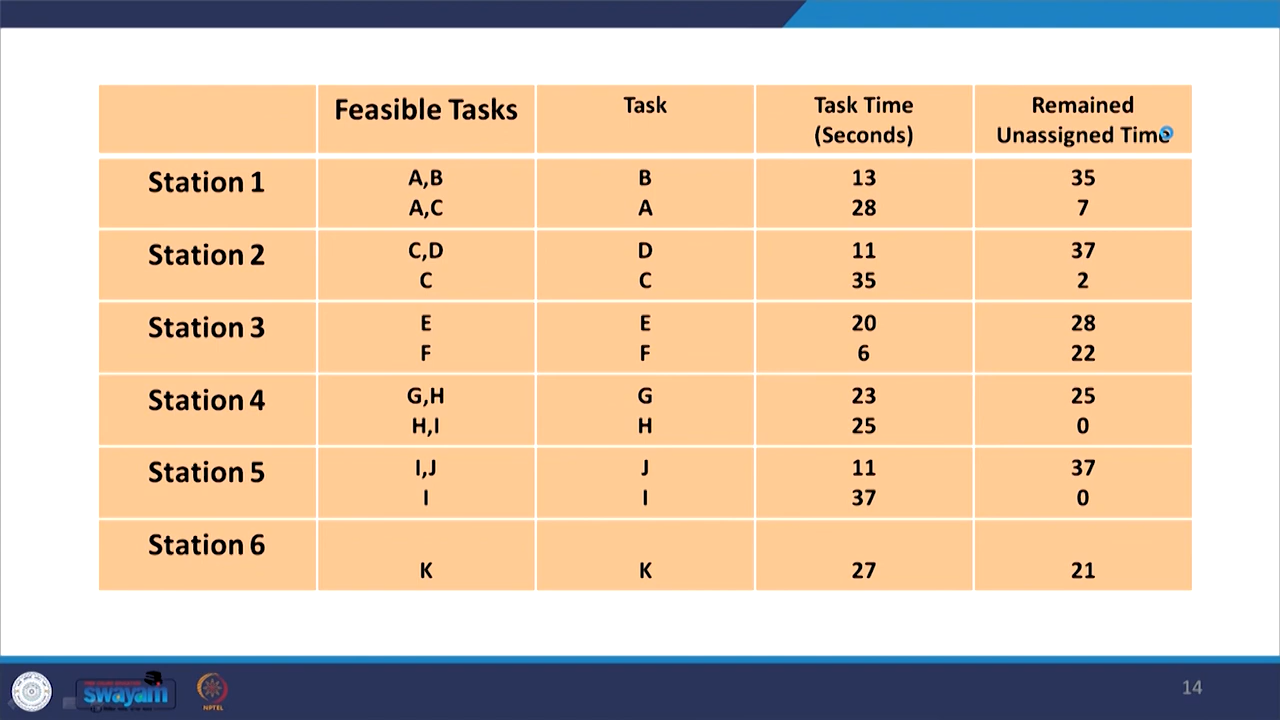 Feasible Tasks Task Task Time (Seconds) Remained Unassigned Time
Station 1 A,B B 13 35
A,C A 28 7
Station 2 C,D D 11 37
C C 35 2
Station 3 E E 20 28
F F 6 22
Station 4 G,H G 23 25
H,I H 25 0
Station 5 I,J J 11 37
I I 37 0
Station 6
K K 27 21
swayam
NPTEL
14